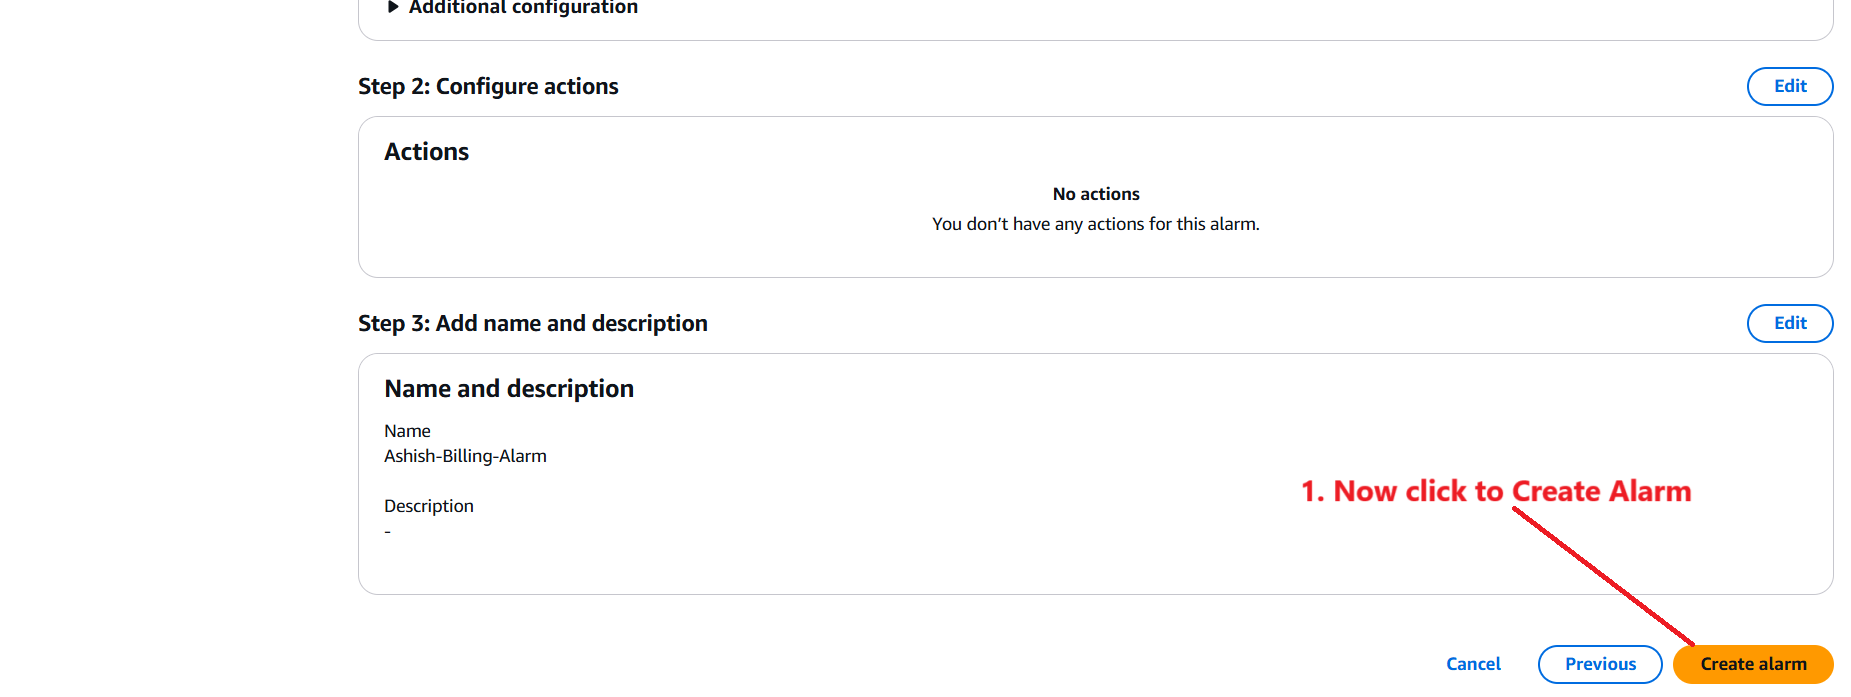 Additional configuration
Step 2: Configure actions
Edit
Actions
No actions
You don’t have any actions for this alarm.
Step 3: Add name and description
Edit
Name and description
Name
Ashish-Billing-Alarm
Description
-
1. Now click to Create Alarm
Cancel
Previous
Create alarm